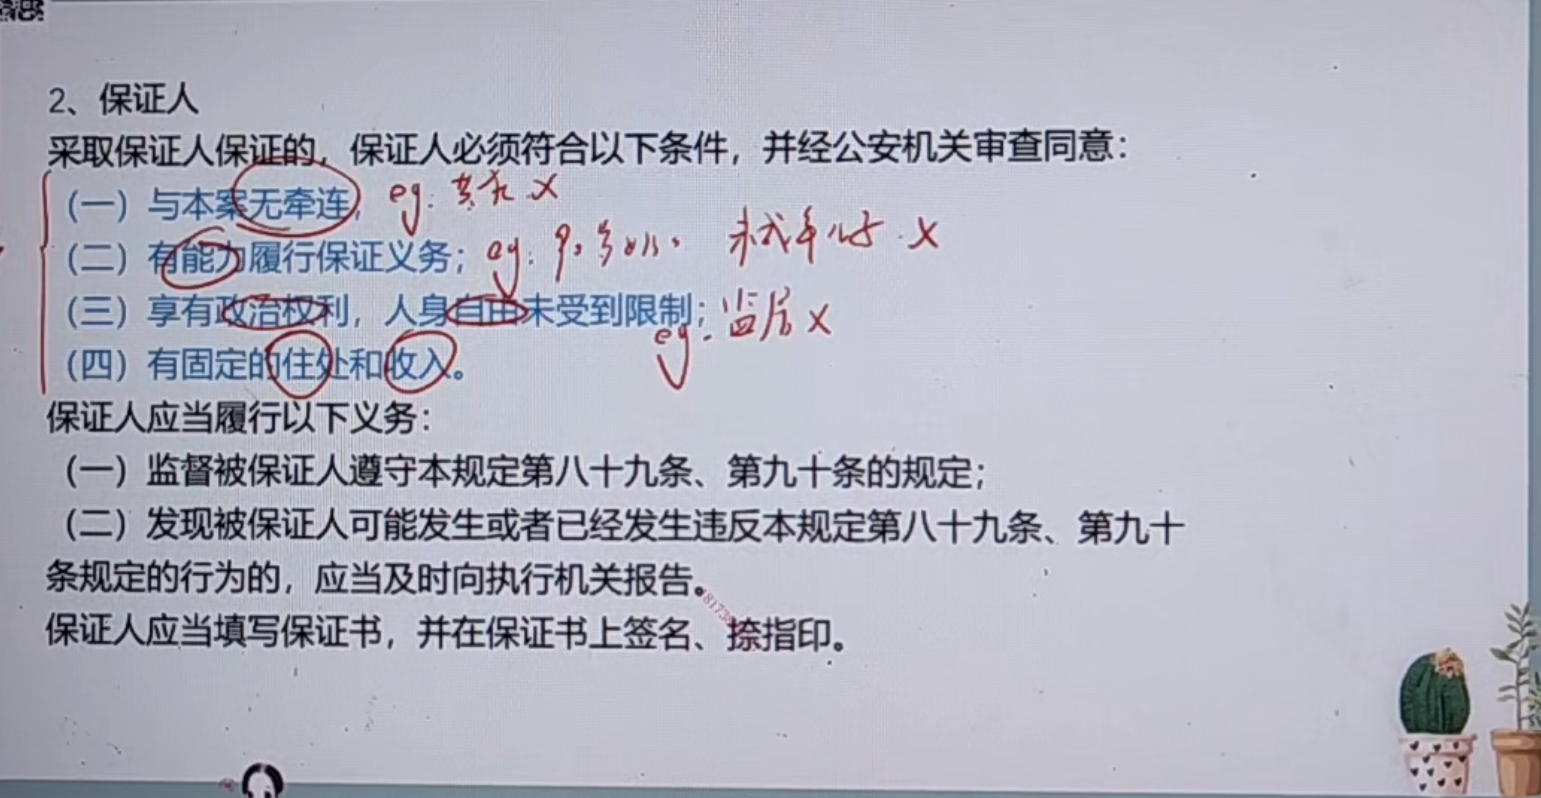 2、保证人
采取保证人保证的，保证人必须符合以下条件，并经公安机关审查同意：
（一）与本案无牵连， eg: 共犯 X
（二）有能力履行保证义务； eg: 未成年儿子 X
（三）享有政治权利，人身自由未受到限制； eg. 监居 X
（四）有固定的住处和收入。
保证人应当履行以下义务：
（一）监督被保证人遵守本规定第八十九条、第九十条的规定；
（二）发现被保证人可能发生或者已经发生违反本规定第八十九条、第九十
条规定的行为的，应当及时向执行机关报告。
保证人应当填写保证书，并在保证书上签名、捺指印。